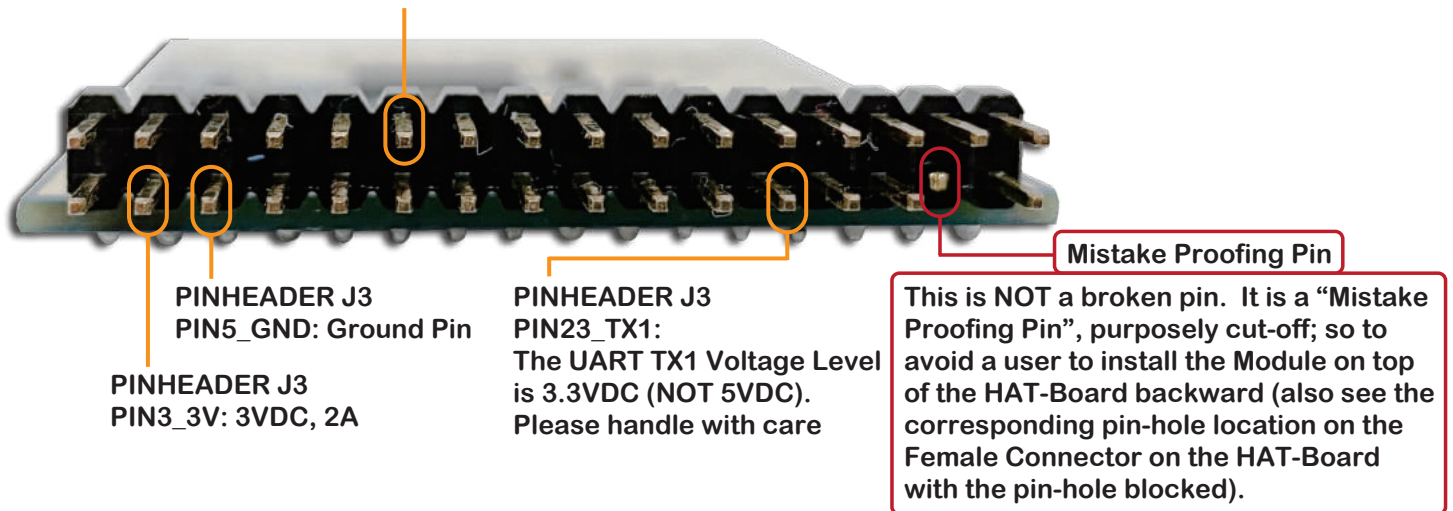 PINHEADER J3
PIN5_GND: Ground Pin
PINHEADER J3
PIN3_3V: 3VDC, 2A
PINHEADER J3
PIN23_TX1:
The UART TX1 Voltage Level
is 3.3VDC (NOT 5VDC).
Please handle with care
Mistake Proofing Pin
This is NOT a broken pin.  It is a “Mistake
Proofing Pin”, purposely cut-off; so to
avoid a user to install the Module on top
of the HAT-Board backward (also see the
corresponding pin-hole location on the
Female Connector on the HAT-Board
with the pin-hole blocked).